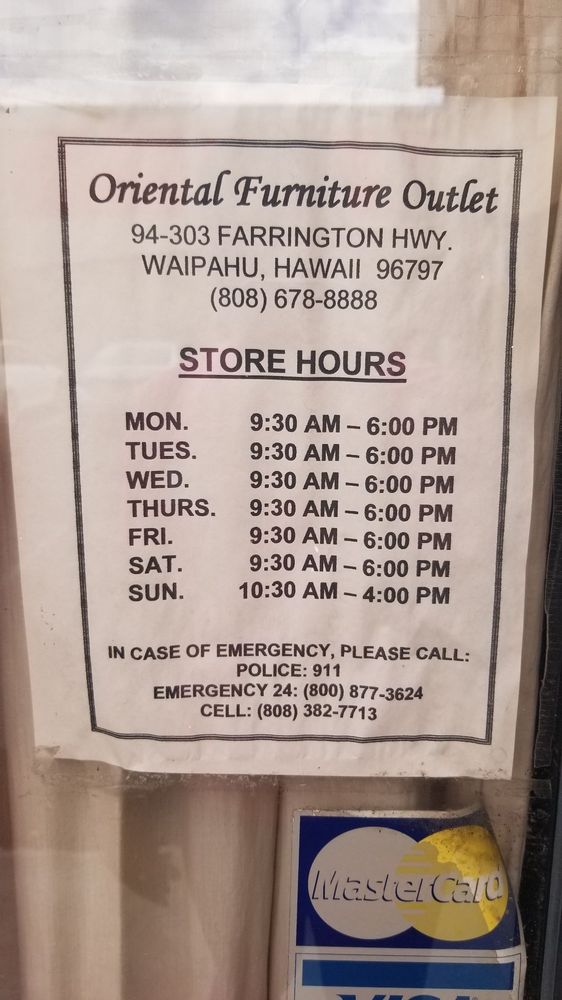 Oriental Furniture Outlet
94-303 FARRINGTON HWY.
WAIPAHU, HAWAII 96797
(808) 678-8888
STORE HOURS
MON. 9:30 AM – 6:00 PM
TUES. 9:30 AM – 6:00 PM
WED. 9:30 AM – 6:00 PM
THURS. 9:30 AM – 6:00 PM
FRI. 9:30 AM – 6:00 PM
SAT. 9:30 AM – 6:00 PM
SUN. 10:30 AM – 4:00 PM
IN CASE OF EMERGENCY, PLEASE CALL:
POLICE: 911
EMERGENCY 24: (800) 877-3624
CELL: (808) 382-7713
MasterCard
VISA